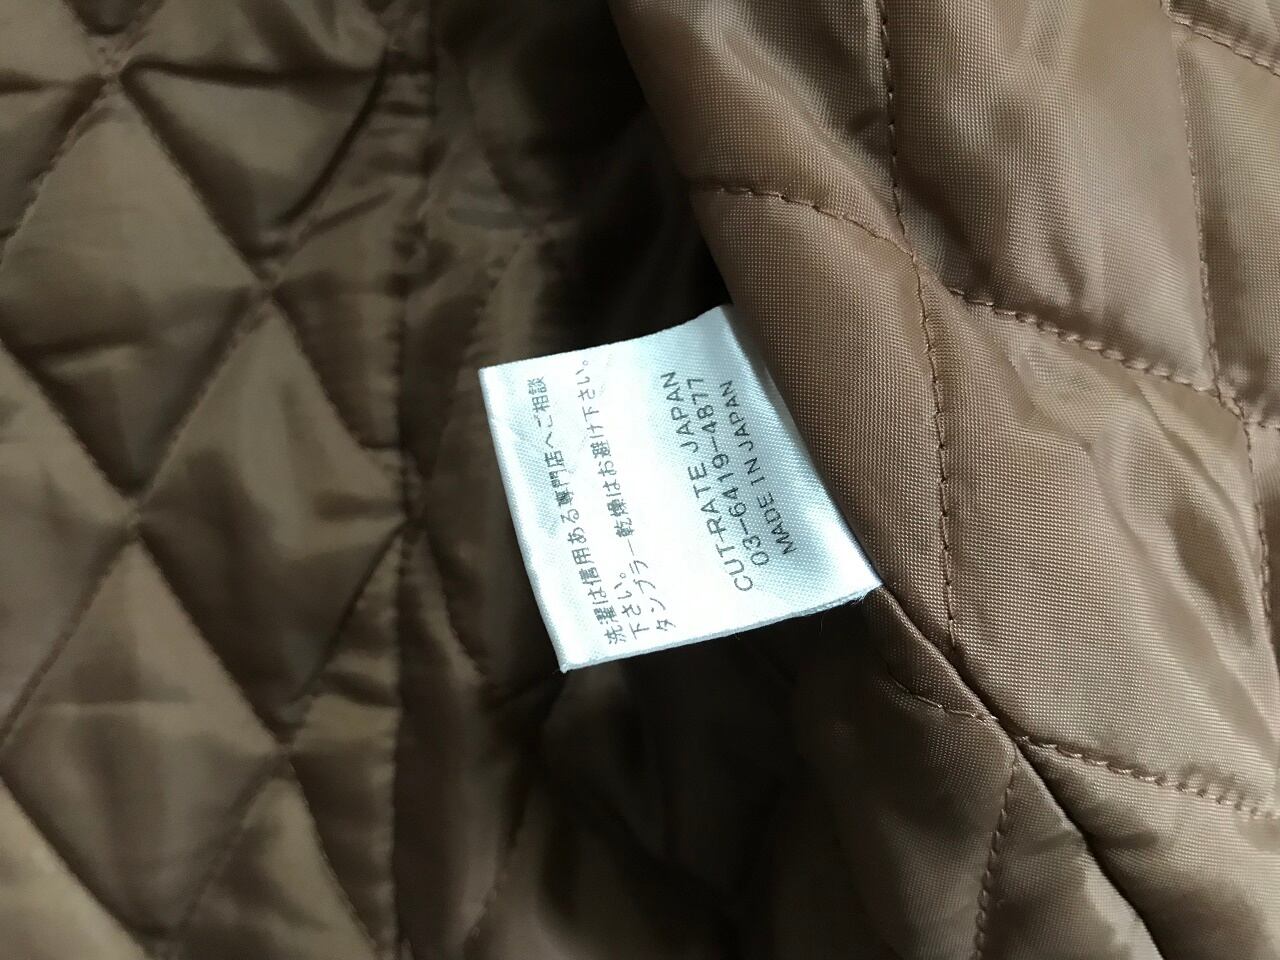 洗濯は信用ある専門店へご相談
下さい。
タンブラー乾燥はお避け下さい。
CUT-RATE JAPAN
03-6419-4877
MADE IN JAPAN